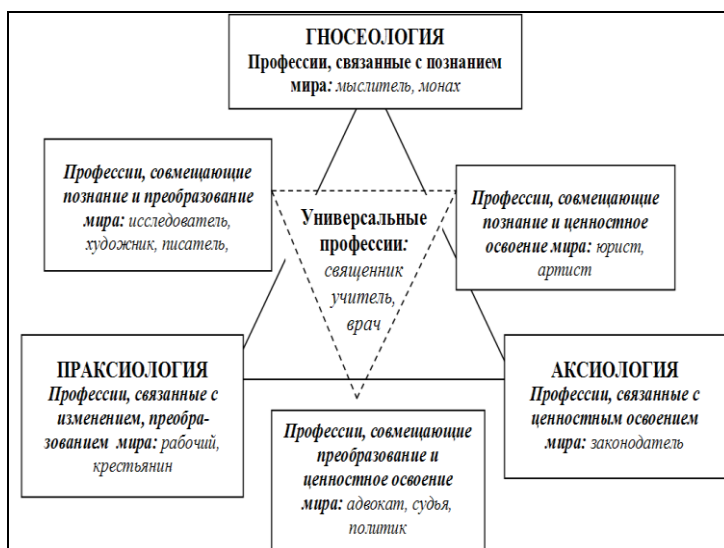 ГНОСЕОЛОГИЯ
Профессии, связанные с познанием
мира: мыслитель, монах
Профессии, совмещающие
познание и преобразование
мира: исследователь,
художник, писатель,
Универсальные
профессии:
священник
учитель,
врач
Профессии, совмещающие
познание и ценностное
освоение мира: юрист,
артист
ПРАКСИОЛОГИЯ
Профессии, связанные с
изменением, преобра-
зованием мира: рабочий,
крестьянин
Профессии, совмещающие
преобразование и
ценностное освоение
мира: адвокат, судья,
политик
АКСИОЛОГИЯ
Профессии, связанные с
ценностным освоением
мира: законодатель